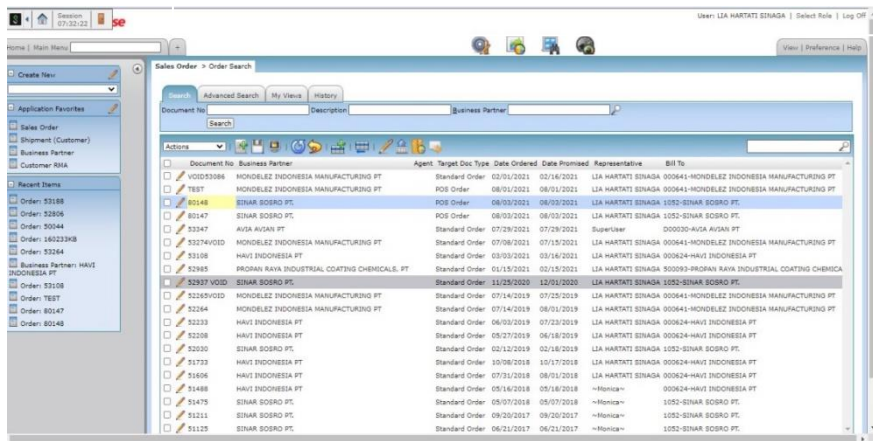 Session
07:32:22
se
User: LIA HARTATI SINAGA | Select Role | Log Off
Home | Main Menu
+
View | Preference | Help
Create New
Application Favorites
Sales Order
Shipment (Customer)
Business Partner
Customer RMA
Recent Items
Order: 53188
Order: 52806
Order: 50044
Order: 160233KB
Order: 53264
Business Partner: HAVI
INDONESIA PT
Order: 53108
Order: TEST
Order: 80147
Order: 80148
Sales Order > Order Search
Search Advanced Search My Views History
Document No Description Business Partner
Search
Actions
Document No Business Partner Agent Target Doc Type Date Ordered Date Promised Representative Bill To
VOID53086 MONDELEZ INDONESIA MANUFACTURING PT Standard Order 02/01/2021 02/16/2021 LIA HARTATI SINAGA 000641-MONDELEZ INDONESIA MANUFACTURING PT
TEST MONDELEZ INDONESIA MANUFACTURING PT POS Order 08/01/2021 08/01/2021 LIA HARTATI SINAGA 000641-MONDELEZ INDONESIA MANUFACTURING PT
80148 SINAR SOSRO PT. POS Order 08/03/2021 08/03/2021 LIA HARTATI SINAGA 1052-SINAR SOSRO PT.
80147 SINAR SOSRO PT. POS Order 08/03/2021 08/03/2021 LIA HARTATI SINAGA 1052-SINAR SOSRO PT.
53347 AVIA AVIAN PT Standard Order 07/29/2021 07/29/2021 SuperUser D00030-AVIA AVIAN PT
53274VOID MONDELEZ INDONESIA MANUFACTURING PT Standard Order 07/08/2021 07/15/2021 LIA HARTATI SINAGA 000641-MONDELEZ INDONESIA MANUFACTURING PT
53108 HAVI INDONESIA PT Standard Order 03/03/2021 03/16/2021 LIA HARTATI SINAGA 000624-HAVI INDONESIA PT
52985 PROPAN RAYA INDUSTRIAL COATING CHEMICALS. PT Standard Order 01/15/2021 02/15/2021 LIA HARTATI SINAGA 500093-PROPAN RAYA INDUSTRIAL COATING CHEMICA
52937 VOID SINAR SOSRO PT. Standard Order 11/25/2020 12/01/2020 LIA HARTATI SINAGA 1052-SINAR SOSRO PT.
52265VOID MONDELEZ INDONESIA MANUFACTURING PT Standard Order 07/14/2019 07/25/2019 LIA HARTATI SINAGA 000641-MONDELEZ INDONESIA MANUFACTURING PT
52264 MONDELEZ INDONESIA MANUFACTURING PT Standard Order 07/14/2019 08/01/2019 LIA HARTATI SINAGA 000641-MONDELEZ INDONESIA MANUFACTURING PT
52233 HAVI INDONESIA PT Standard Order 06/03/2019 07/23/2019 LIA HARTATI SINAGA 000624-HAVI INDONESIA PT
52208 HAVI INDONESIA PT Standard Order 05/27/2019 06/18/2019 LIA HARTATI SINAGA 000624-HAVI INDONESIA PT
52030 SINAR SOSRO PT. Standard Order 02/12/2019 02/18/2019 LIA HARTATI SINAGA 1052-SINAR SOSRO PT.
51733 HAVI INDONESIA PT Standard Order 10/08/2018 10/17/2018 LIA HARTATI SINAGA 000624-HAVI INDONESIA PT
51606 HAVI INDONESIA PT Standard Order 07/31/2018 08/01/2018 LIA HARTATI SINAGA 000624-HAVI INDONESIA PT
51488 HAVI INDONESIA PT Standard Order 05/16/2018 05/18/2018 ~Monica~ 000624-HAVI INDONESIA PT
51475 SINAR SOSRO PT. Standard Order 05/07/2018 05/07/2018 ~Monica~ 1052-SINAR SOSRO PT.
51211 SINAR SOSRO PT. Standard Order 09/20/2017 09/20/2017 ~Monica~ 1052-SINAR SOSRO PT.
51125 SINAR SOSRO PT. Standard Order 06/21/2017 06/21/2017 ~Monica~ 1052-SINAR SOSRO PT.